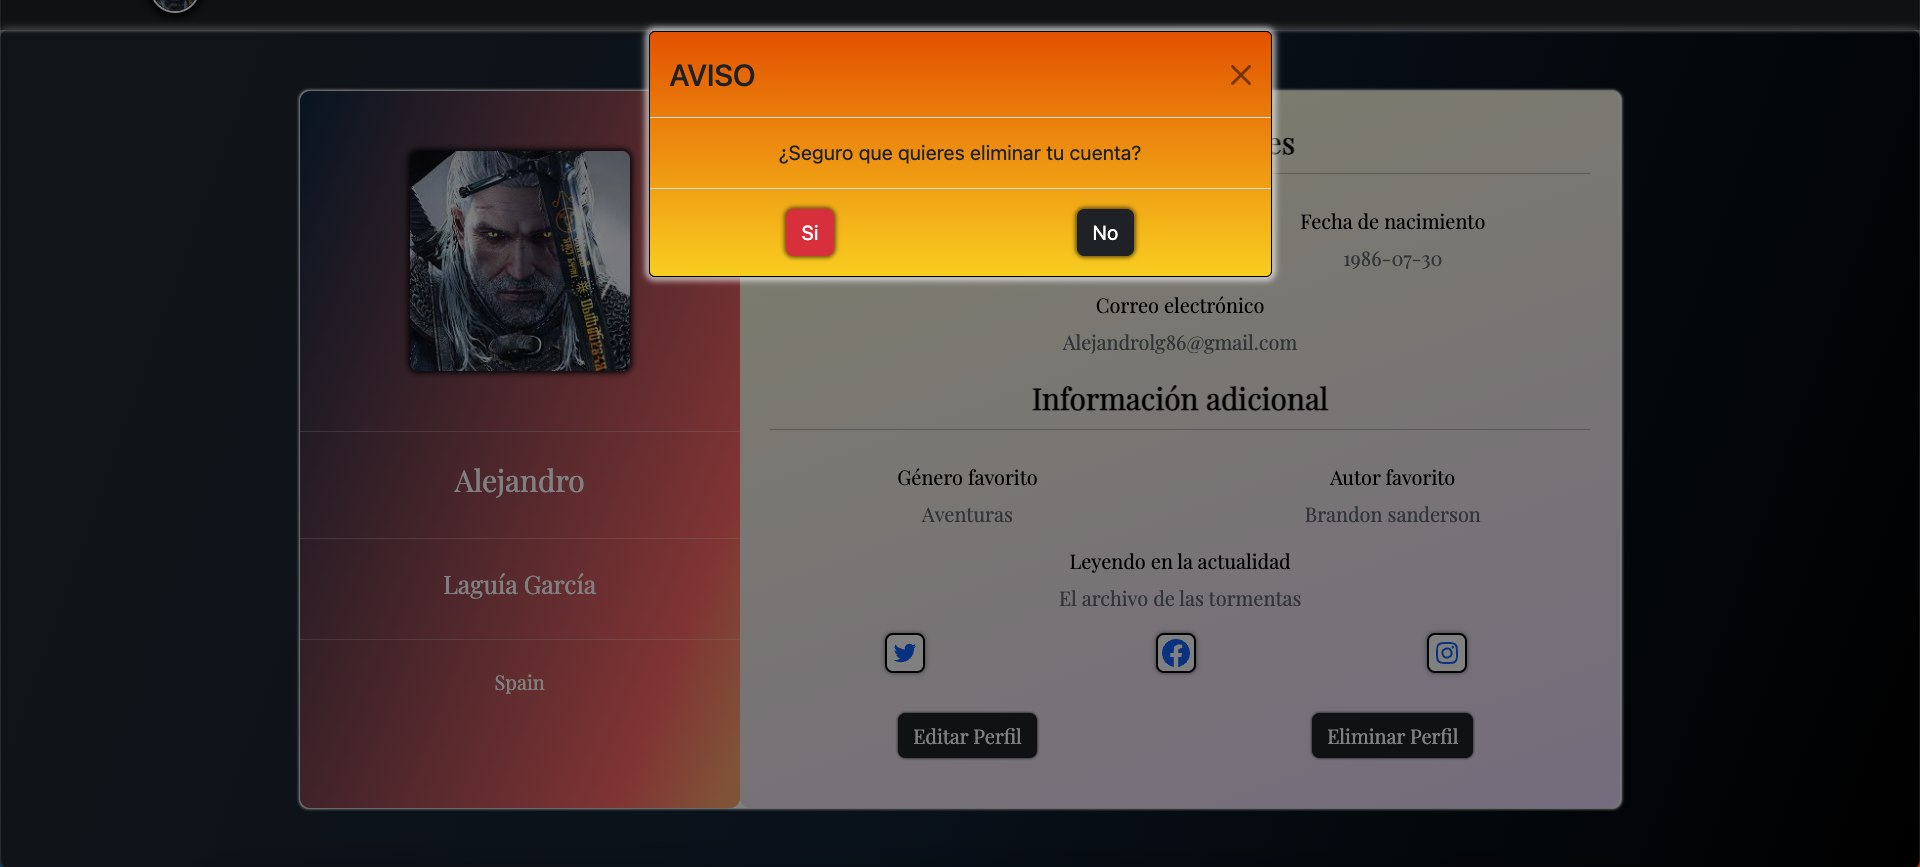 AVISO
¿Seguro que quieres eliminar tu cuenta?
Si
No
es
Fecha de nacimiento
1986-07-30
Correo electrónico
Alejandrolg86@gmail.com
Información adicional
Género favorito
Autor favorito
Aventuras
Brandon sanderson
Leyendo en la actualidad
El archivo de las tormentas
Editar Perfil
Eliminar Perfil
Alejandro
Laguía García
Spain